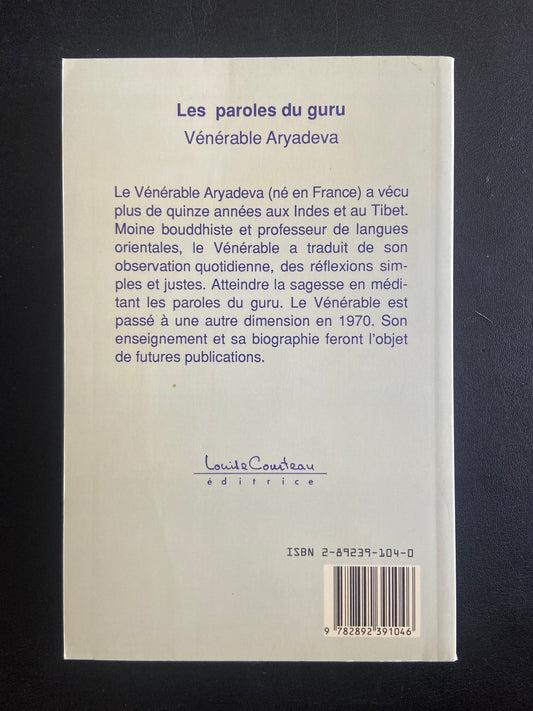 Les paroles du guru
Vénérable Aryadeva
Le Vénérable Aryadeva (né en France) a vécu
plus de quinze années aux Indes et au Tibet.
Moine bouddhiste et professeur de langues
orientales, le Vénérable a traduit de son
observation quotidienne, des réflexions sim-
ples et justes. Atteindre la sagesse en médi-
tant les paroles du guru. Le Vénérable est
passé à une autre dimension en 1970. Son
enseignement et sa biographie feront l'objet
de futures publications.
Louise Courteau
éditrice
ISBN 2-89239-104-0
9 782892 391046